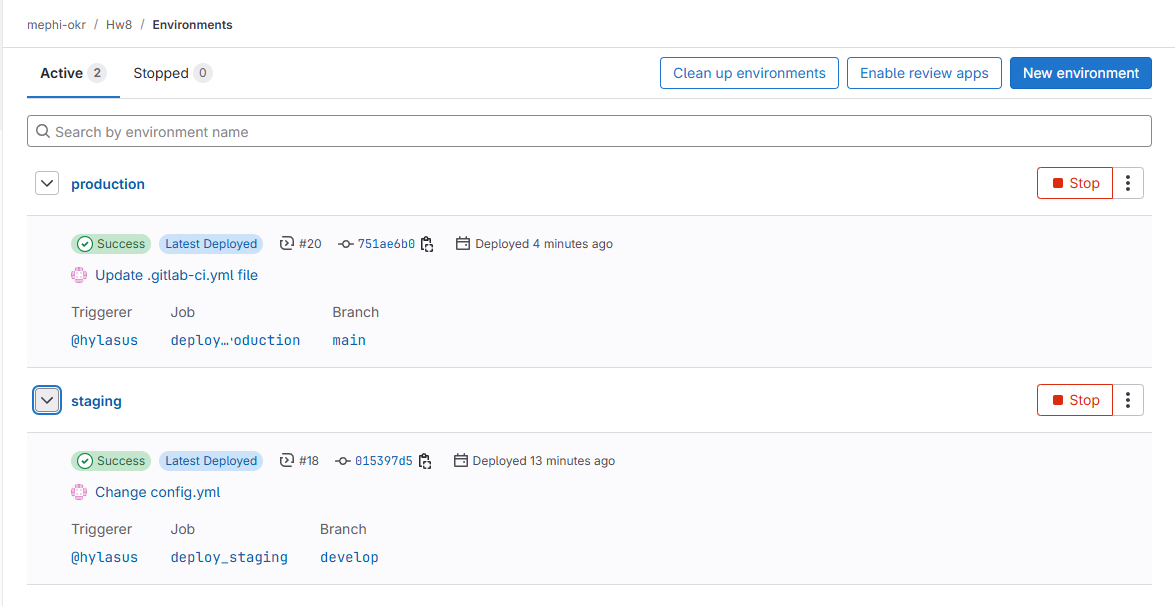 mephi-okr / Hw8 / Environments
Active 2 Stopped 0 Clean up environments Enable review apps New environment
Search by environment name
production Stop
Success Latest Deployed #20 751ae6b0 Deployed 4 minutes ago
Update .gitlab-ci.yml file
Triggerer Job Branch
@hylasus deploy_…roduction main
staging Stop
Success Latest Deployed #18 015397d5 Deployed 13 minutes ago
Change config.yml
Triggerer Job Branch
@hylasus deploy_staging develop